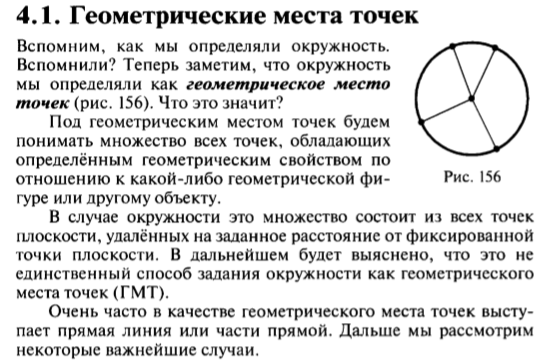 4.1. Геометрические места точек
Вспомним, как мы определяли окружность.
Вспомнили? Теперь заметим, что окружность
мы определяли как геометрическое место
точек (рис. 156). Что это значит?
Под геометрическим местом точек будем
понимать множество всех точек, обладающих
определённым геометрическим свойством по
отношению к какой-либо геометрической фи-
гуре или другому объекту.
Рис. 156
В случае окружности это множество состоит из всех точек
плоскости, удалённых на заданное расстояние от фиксированной
точки плоскости. В дальнейшем будет выяснено, что это не
единственный способ задания окружности как геометрического
места точек (ГМТ).
Очень часто в качестве геометрического места точек высту-
пает прямая линия или части прямой. Дальше мы рассмотрим
некоторые важнейшие случаи.